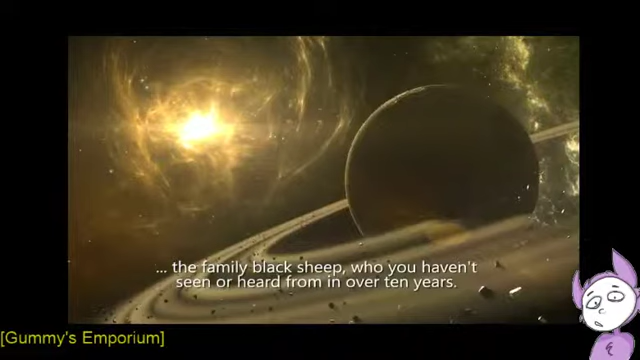 ... the family black sheep, who you haven't
seen or heard from in over ten years.
[Gummy's Emporium]